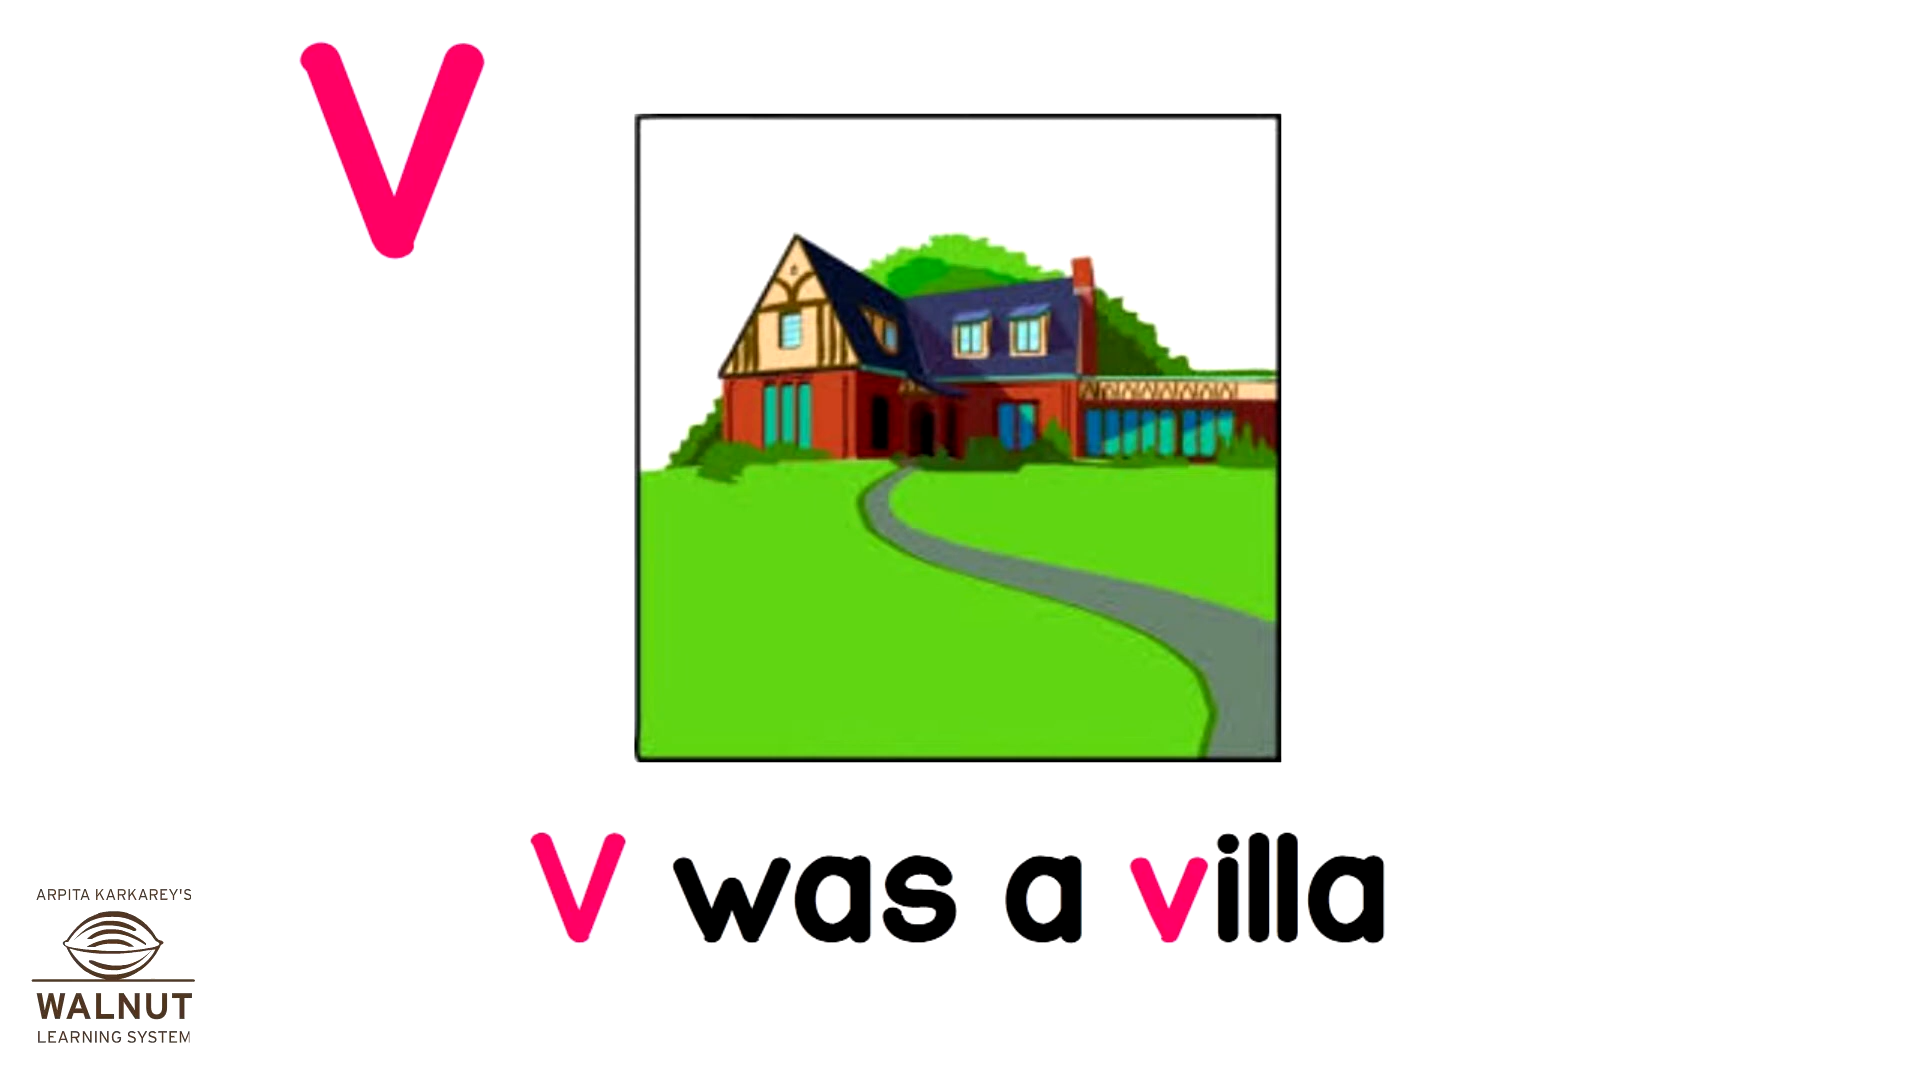 V
V was a villa
ARPITA KARKAREY'S
WALNUT
LEARNING SYSTEM